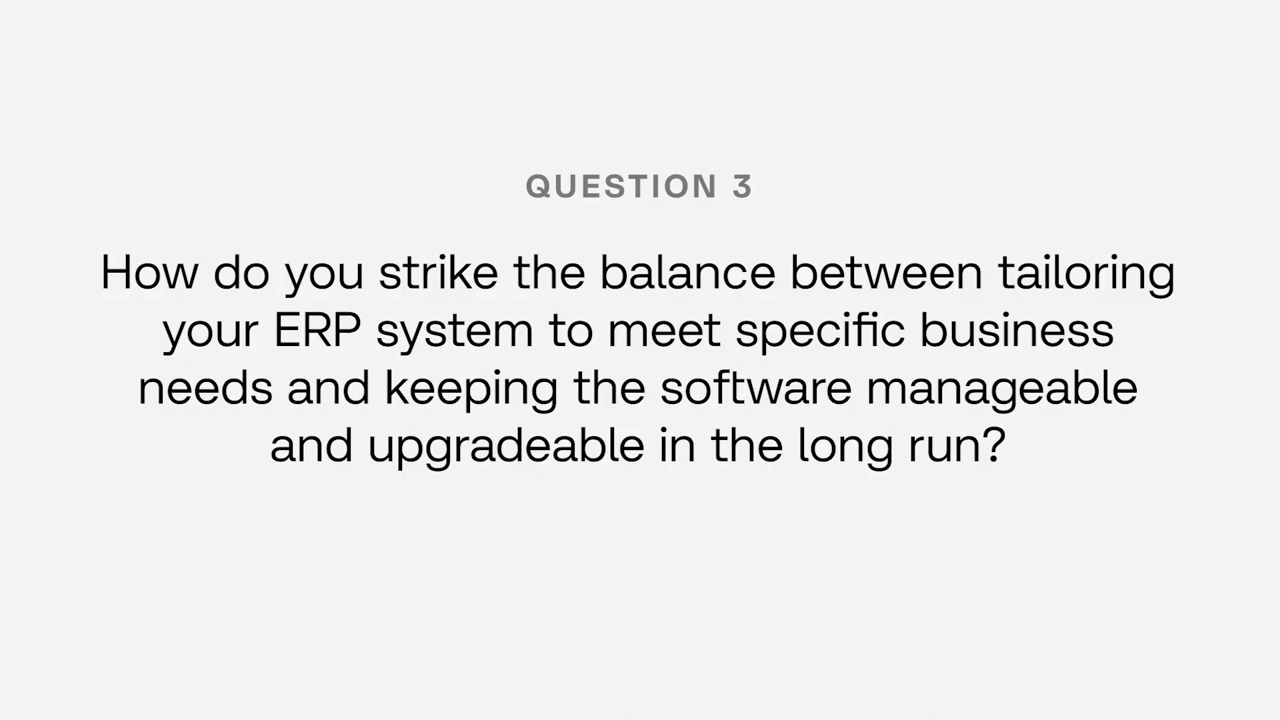 QUESTION 3
How do you strike the balance between tailoring
your ERP system to meet specific business
needs and keeping the software manageable
and upgradeable in the long run?